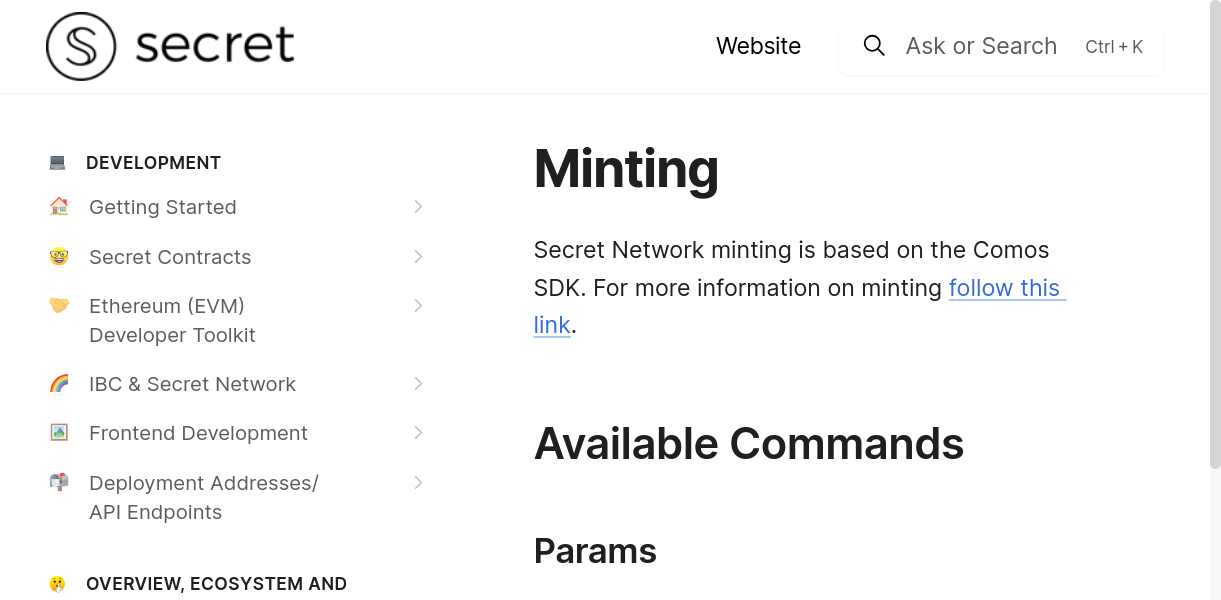 secret
Website
Ask or Search
Ctrl + K
DEVELOPMENT
Getting Started
Secret Contracts
Ethereum (EVM)
Developer Toolkit
IBC & Secret Network
Frontend Development
Deployment Addresses/
API Endpoints
OVERVIEW, ECOSYSTEM AND
Minting
Secret Network minting is based on the Comos
SDK. For more information on minting follow this
link.
Available Commands
Params